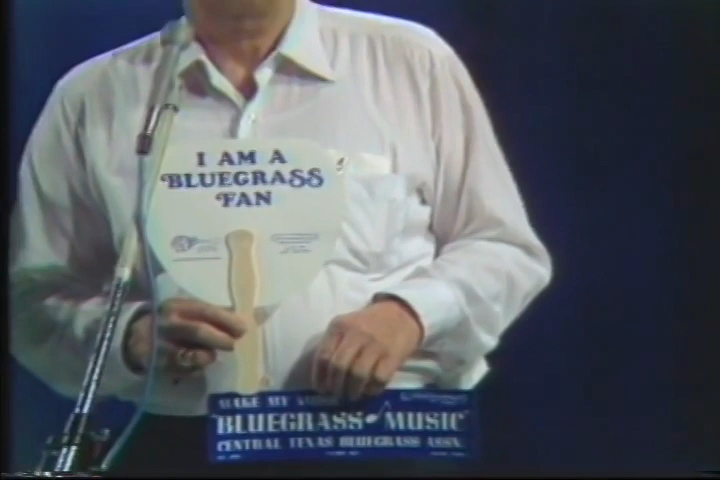 I AM A
BLUEGRASS
FAN
MAKE MY
BLUEGRASS MUSIC
CENTRAL TEXAS BLUEGRASS ASSN.